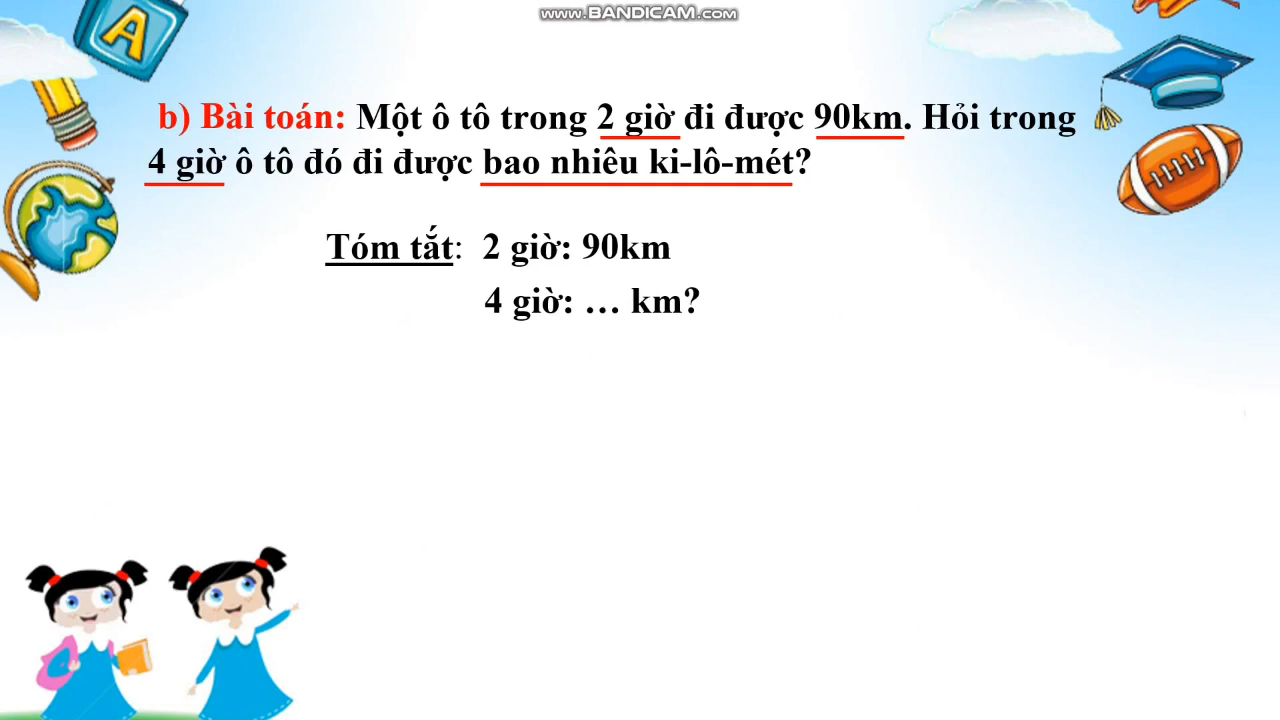 www.BANDICAM.com
A
b) Bài toán: Một ô tô trong 2 giờ đi được 90km. Hỏi trong
4 giờ ô tô đó đi được bao nhiêu ki-lô-mét?
Tóm tắt: 2 giờ: 90km
4 giờ: … km?